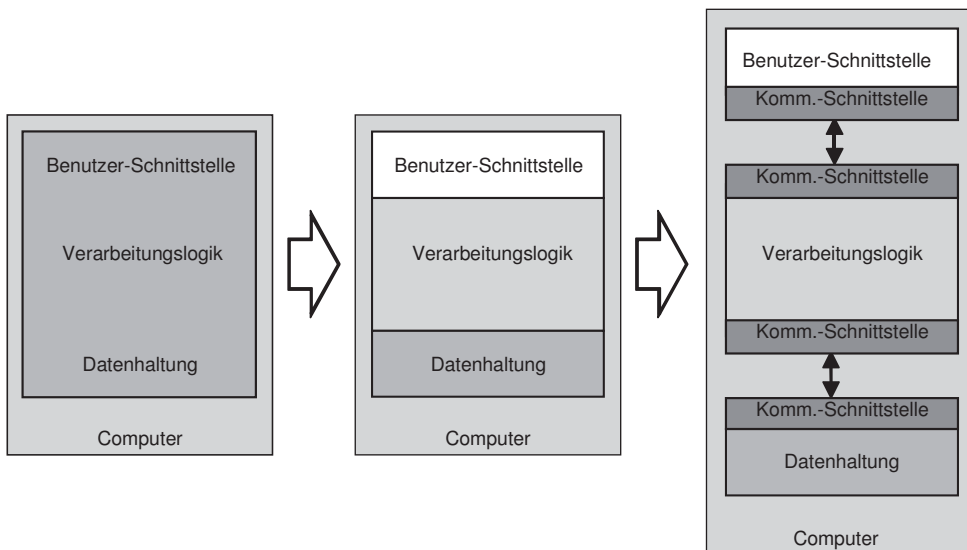 Benutzer-Schnittstelle
Verarbeitungslogik
Datenhaltung
Computer
Benutzer-Schnittstelle
Verarbeitungslogik
Datenhaltung
Computer
Benutzer-Schnittstelle
Komm.-Schnittstelle
Komm.-Schnittstelle
Verarbeitungslogik
Komm.-Schnittstelle
Komm.-Schnittstelle
Datenhaltung
Computer